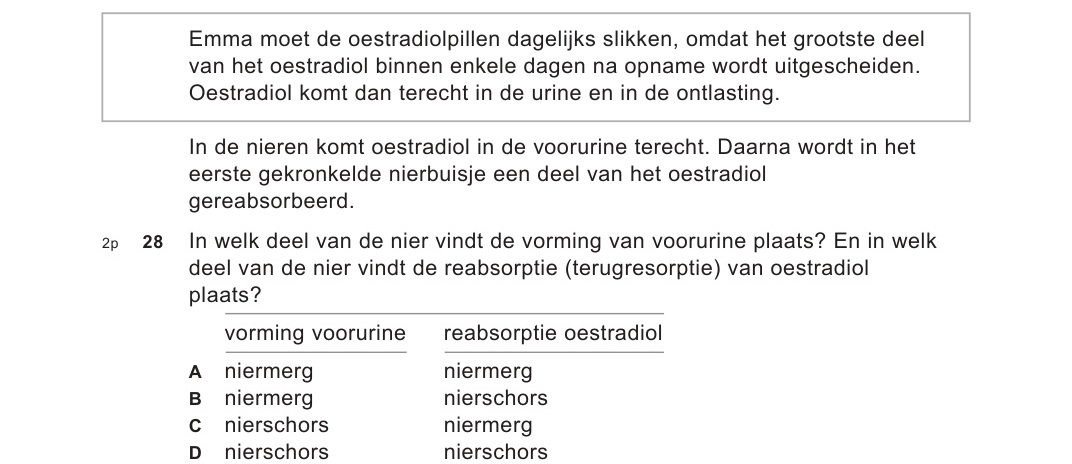 Emma moet de oestradiolpillen dagelijks slikken, omdat het grootste deel
van het oestradiol binnen enkele dagen na opname wordt uitgescheiden.
Oestradiol komt dan terecht in de urine en in de ontlasting.
In de nieren komt oestradiol in de voorurine terecht. Daarna wordt in het
eerste gekronkelde nierbuisje een deel van het oestradiol
gereabsorbeerd.
2p 28 In welk deel van de nier vindt de vorming van voorurine plaats? En in welk
deel van de nier vindt de reabsorptie (terugresorptie) van oestradiol
plaats?
vorming voorurine reabsorptie oestradiol
A niermerg niermerg
B niermerg nierschors
C nierschors niermerg
D nierschors nierschors